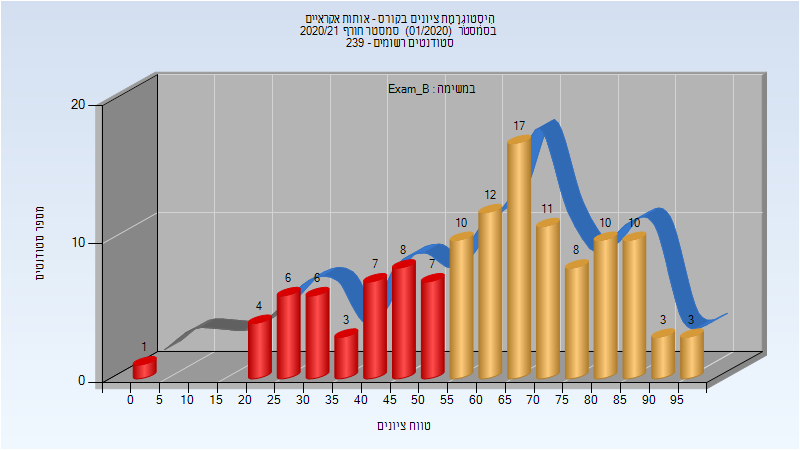 היסטוגרמת ציונים בקורס - אותות אקראיים
בסמסטר (01/2020) סמסטר חורף 2020/21
סטודנטים רשומים - 239
במשימה : Exam_B
מספר סטודנטים
20
10
0
1 4 6 6 3 7 8 7 10 12 17 11 8 10 10 3 3
0 5 10 15 20 25 30 35 40 45 50 55 60 65 70 75 80 85 90 95
טווח ציונים